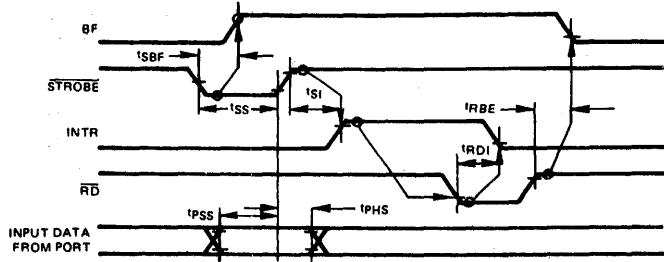 BF
tSBF
STROBE
tSS
tSI
tRBE
INTR
tRDI
RD
tPSS
tPHS
INPUT DATA
FROM PORT